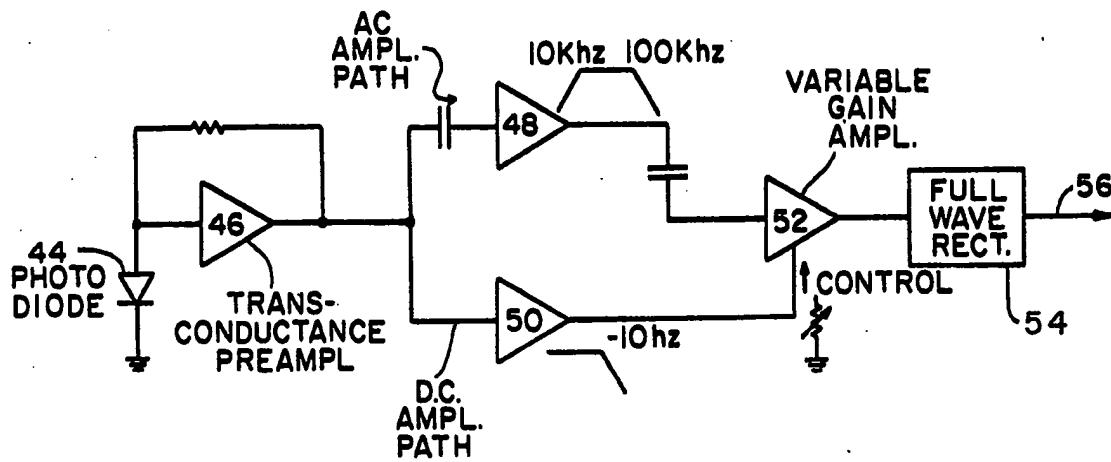 AC
AMPL.
PATH
10Khz 100Khz
48
VARIABLE
GAIN
AMPL.
46
44
PHOTO
DIODE
TRANS-
CONDUCTANCE
PREAMPL
52
FULL
WAVE
RECT.
56
CONTROL
54
50
-10hz
D.C.
AMPL.
PATH